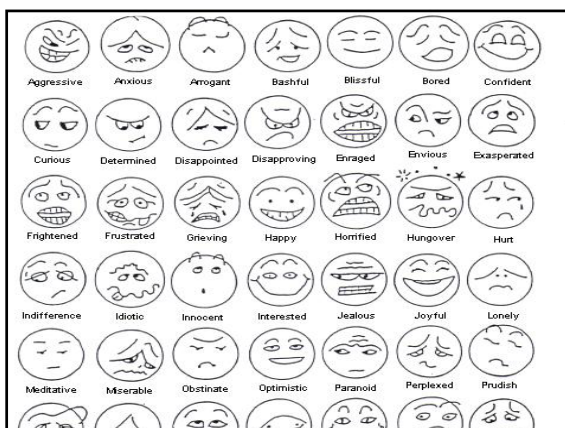 Aggressive Anxious Arrogant Bashful Blissful Bored Confident
Curious Determined Disappointed Disapproving Enraged Envious Exasperated
Frightened Frustrated Grieving Happy Horrified Hungover Hurt
Indifference Idiotic Innocent Interested Jealous Joyful Lonely
Meditative Miserable Obstinate Optimistic Paranoid Perplexed Prudish